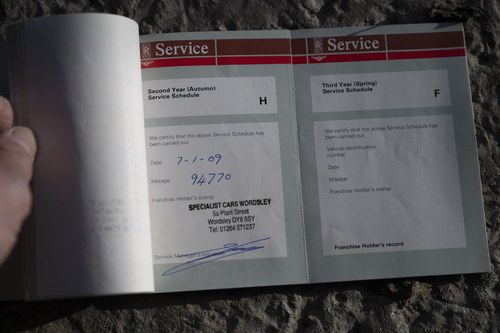 Service
Second Year (Autumn)
Service Schedule
H
We certify that the above Service Schedule has
been carried out
Date 7-1-09
Mileage 94770
Franchise Holder's stamp
SPECIALIST CARS WORDSLEY
5a Plant Street
Wordsley DY8 5SY
Tel: 01384 571237
Service Manager's
Service
Third Year (Spring)
Service Schedule
F
We certify that the above Service Schedule has
been carried out
Vehicle identification
number
Date
Mileage
Franchise Holder's stamp
Franchise Holder's record